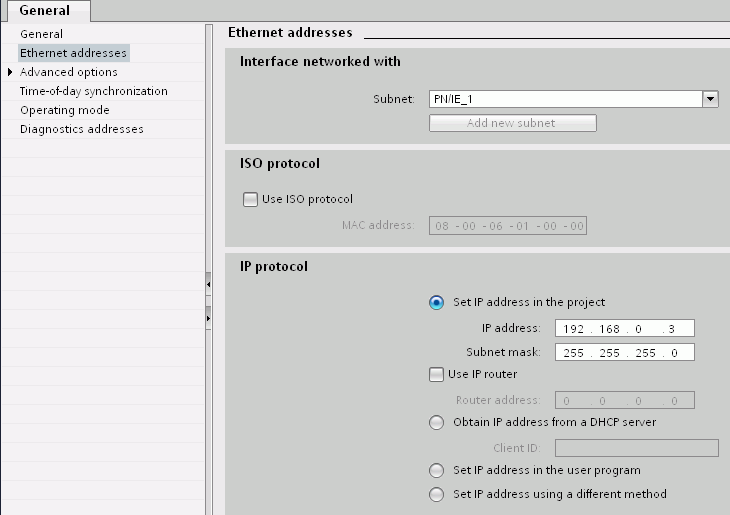 General
General
Ethernet addresses
Advanced options
Time-of-day synchronization
Operating mode
Diagnostics addresses
Ethernet addresses
Interface networked with
Subnet: PN/IE_1
Add new subnet
ISO protocol
Use ISO protocol
MAC address: 08 -00 -06 -01 -00 -00
IP protocol
Set IP address in the project
IP address: 192 . 168 . 0 . 3
Subnet mask: 255 . 255 . 255 . 0
Use IP router
Router address: 0 . 0 . 0 . 0
Obtain IP address from a DHCP server
Client ID:
Set IP address in the user program
Set IP address using a different method